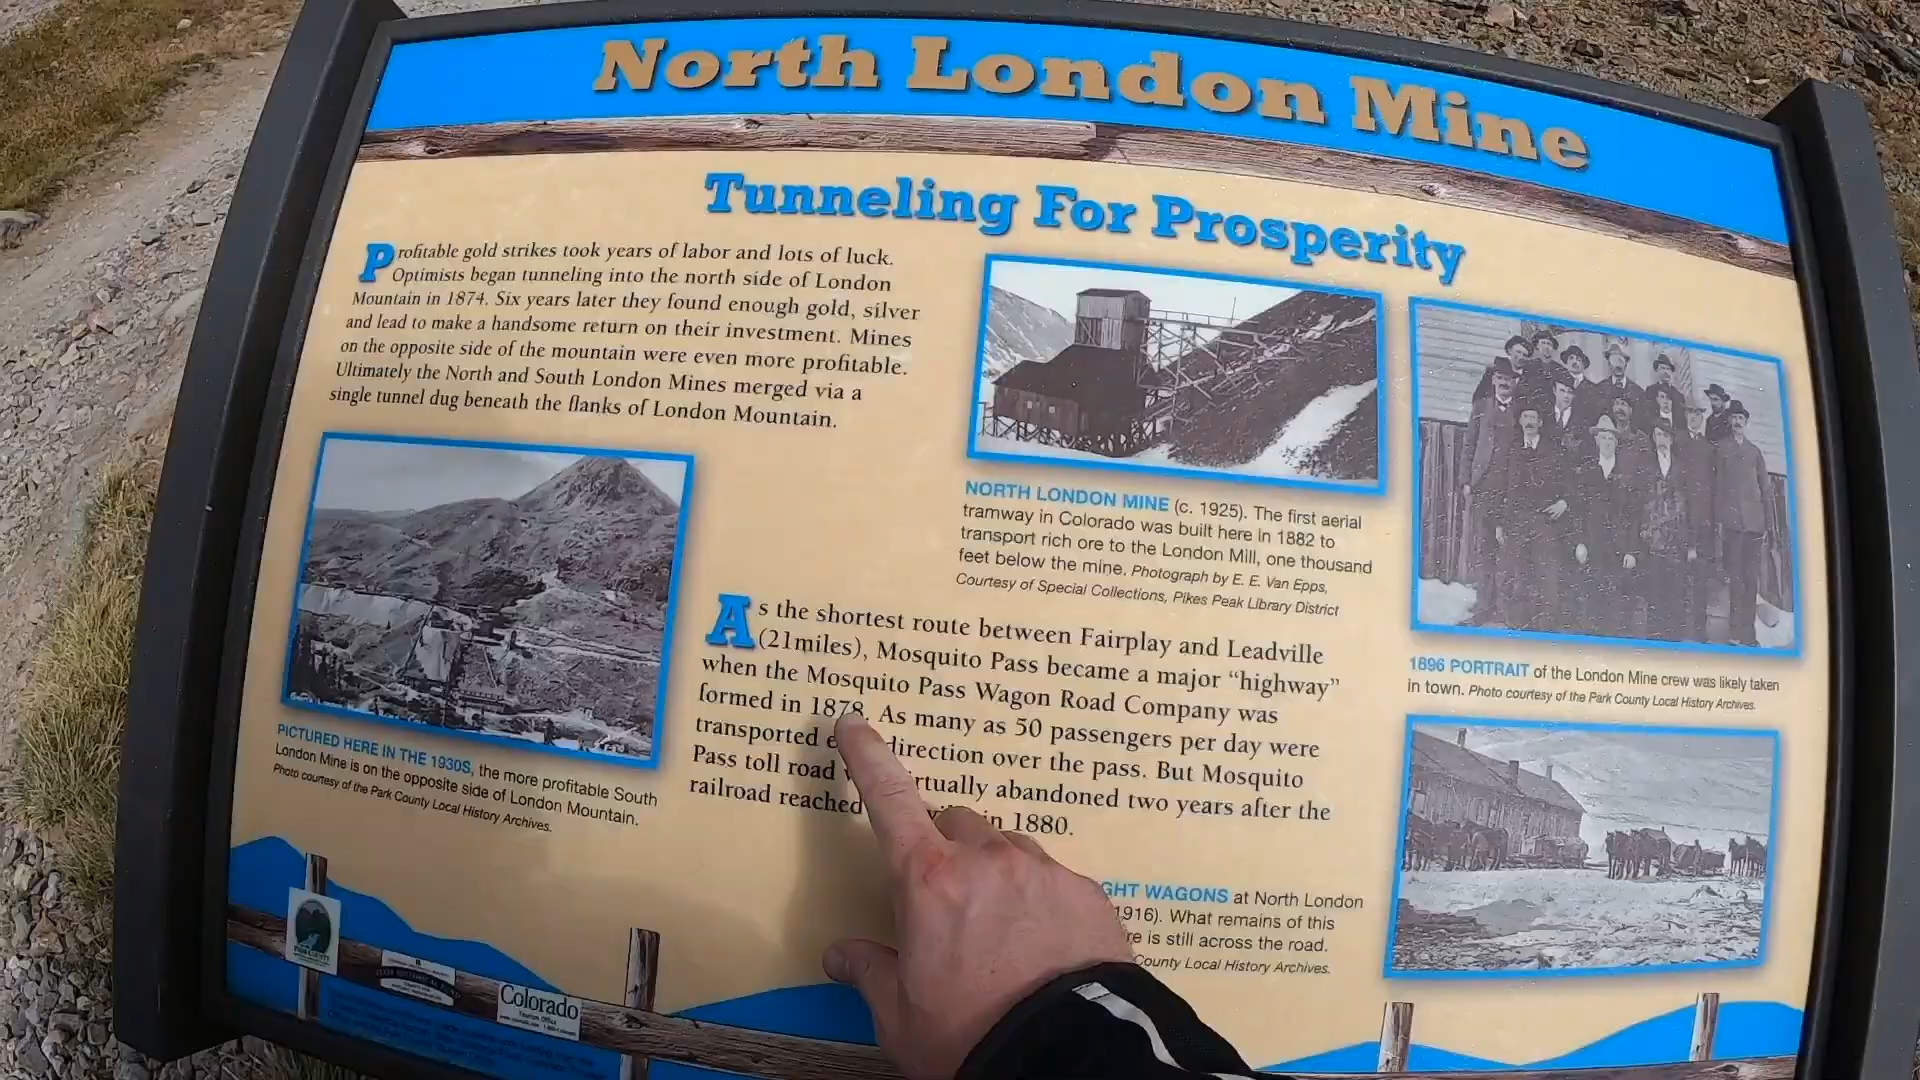 North London Mine
Tunneling For Prosperity
Profitable gold strikes took years of labor and lots of luck.
Optimists began tunneling into the north side of London
Mountain in 1874. Six years later they found enough gold, silver
and lead to make a handsome return on their investment. Mines
on the opposite side of the mountain were even more profitable.
Ultimately the North and South London Mines merged via a
single tunnel dug beneath the flanks of London Mountain.
NORTH LONDON MINE (c. 1925). The first aerial
tramway in Colorado was built here in 1882 to
transport rich ore to the London Mill, one thousand
feet below the mine. Photograph by E. E. Van Epps,
Courtesy of Special Collections, Pikes Peak Library District
1896 PORTRAIT of the London Mine crew was likely taken
in town. Photo courtesy of the Park County Local History Archives.
PICTURED HERE IN THE 1930S, the more profitable South
London Mine is on the opposite side of London Mountain.
Photo courtesy of the Park County Local History Archives.
As the shortest route between Fairplay and Leadville
(21miles), Mosquito Pass became a major “highway”
when the Mosquito Pass Wagon Road Company was
formed in 1878. As many as 50 passengers per day were
transported direction over the pass. But Mosquito
Pass toll road rtually abandoned two years after the
railroad reached in 1880.
GHT WAGONS at North London
1916). What remains of this
re is still across the road.
County Local History Archives.
Colorado
Tourism Office